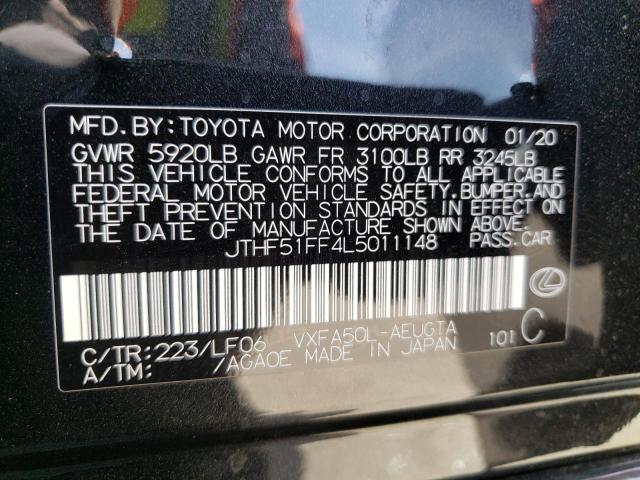 MFD.BY:TOYOTA MOTOR CORPORATION 01/20
GVWR 5920LB GAWR FR 3100LB RR 3245LB
THIS VEHICLE CONFORMS TO ALL APPLICABLE
FEDERAL MOTOR VEHICLE SAFETY,BUMPER,AND
THEFT PREVENTION STANDARDS IN EFFECT ON
THE DATE OF MANUFACTURE SHOWN ABOVE.
JTHF51FF4L5011148 PASS.CAR
C/TR:223/LF06 VXFA50L-AEUGTA
A/TM: /AGA0E MADE IN JAPAN 101 C